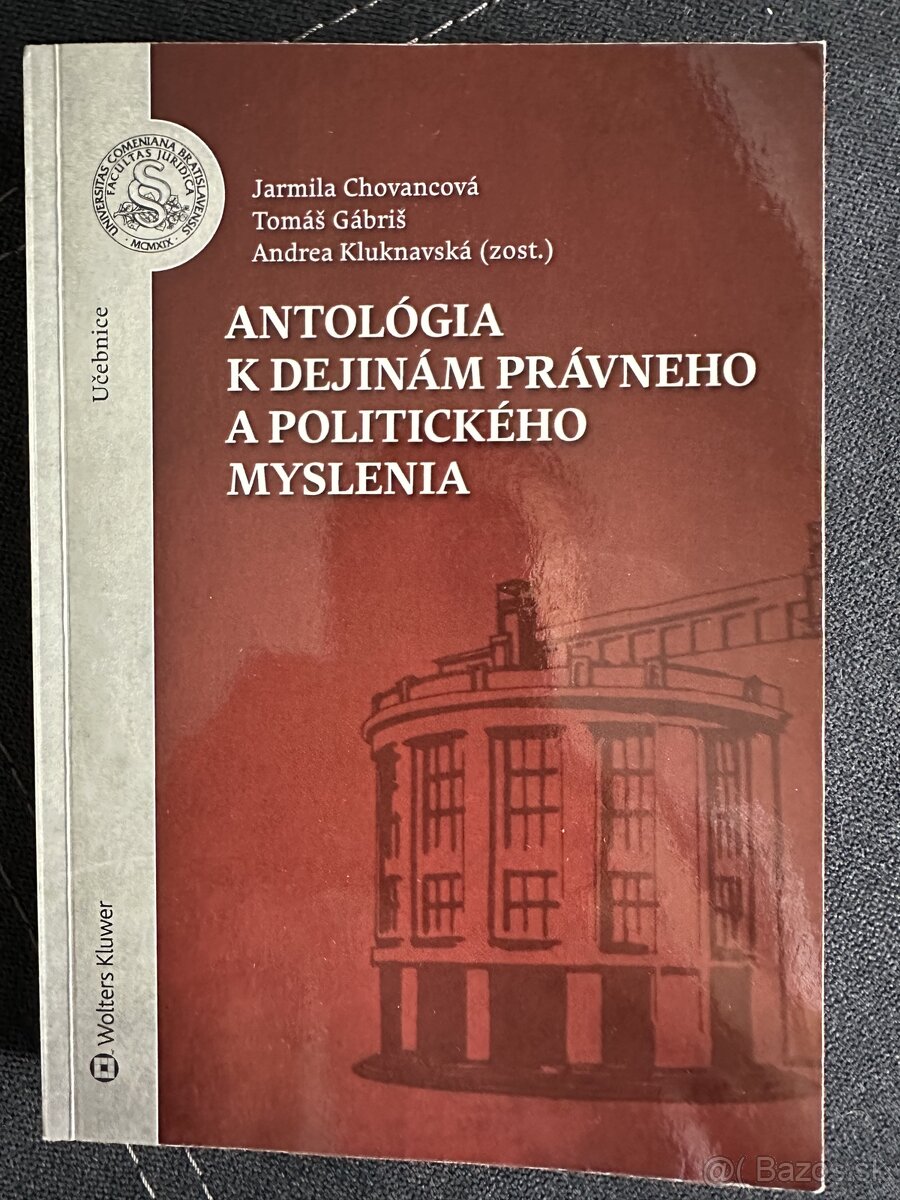 Jarmila Chovancová
Tomáš Gábriš
Andrea Kluknavská (zost.)
ANTOLÓGIA
K DEJINÁM PRÁVNEHO
A POLITICKÉHO
MYSLENIA
UNIVERSITAS COMENIANA BRATISLAVENSIS
FACULTAS JURIDICA
· MCMXIX ·
Učebnice
Wolters Kluwer